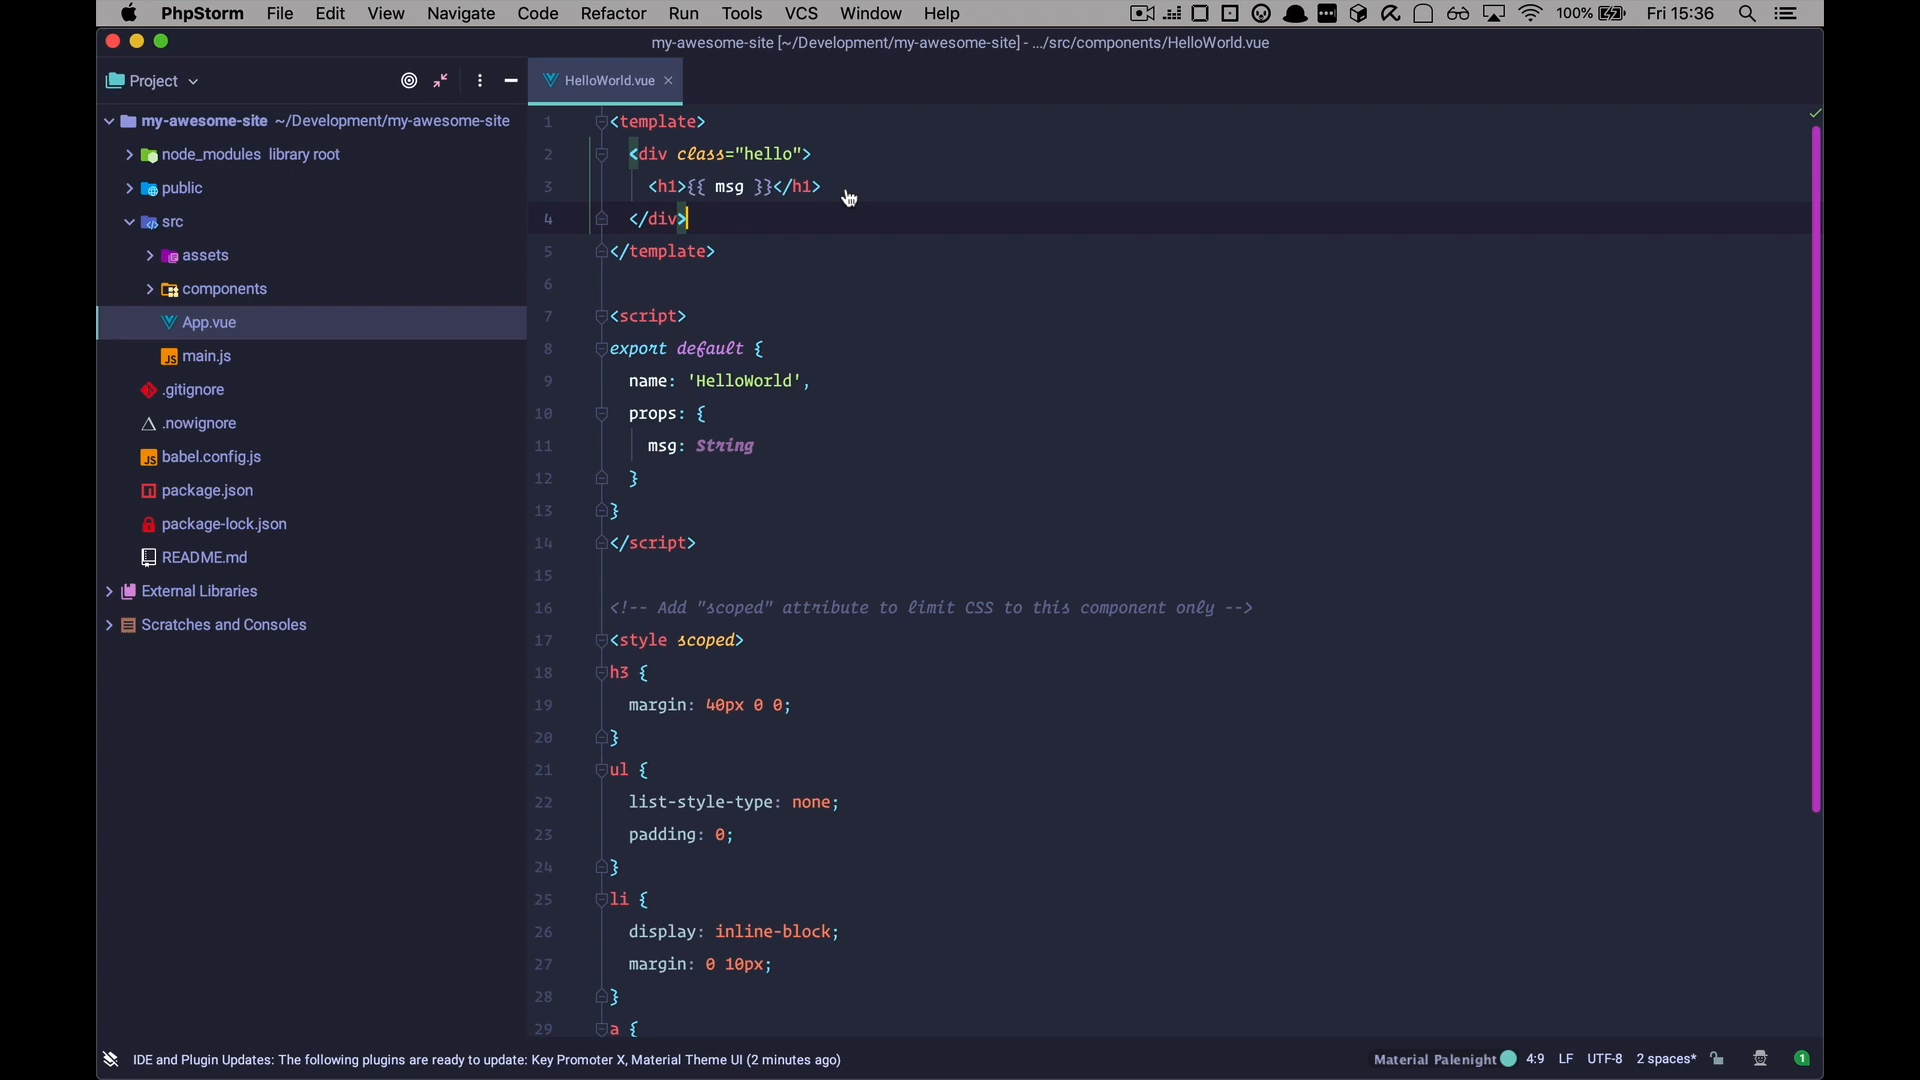 PhpStorm File Edit View Navigate Code Refactor Run Tools VCS Window Help 100% Fri 15:36
my-awesome-site [~/Development/my-awesome-site] - .../src/components/HelloWorld.vue
Project
HelloWorld.vue
my-awesome-site ~/Development/my-awesome-site
node_modules library root
public
src
assets
components
App.vue
main.js
.gitignore
.nowignore
babel.config.js
package.json
package-lock.json
README.md
External Libraries
Scratches and Consoles
1 <template>
2 <div class="hello">
3 <h1>{{ msg }}</h1>
4 </div>
5 </template>
6
7 <script>
8 export default {
9 name: 'HelloWorld',
10 props: {
11 msg: String
12 }
13 }
14 </script>
15
16 <!-- Add "scoped" attribute to limit CSS to this component only -->
17 <style scoped>
18 h3 {
19 margin: 40px 0 0;
20 }
21 ul {
22 list-style-type: none;
23 padding: 0;
24 }
25 li {
26 display: inline-block;
27 margin: 0 10px;
28 }
29 a {
IDE and Plugin Updates: The following plugins are ready to update: Key Promoter X, Material Theme UI (2 minutes ago) Material Palenight 4:9 LF UTF-8 2 spaces* 1